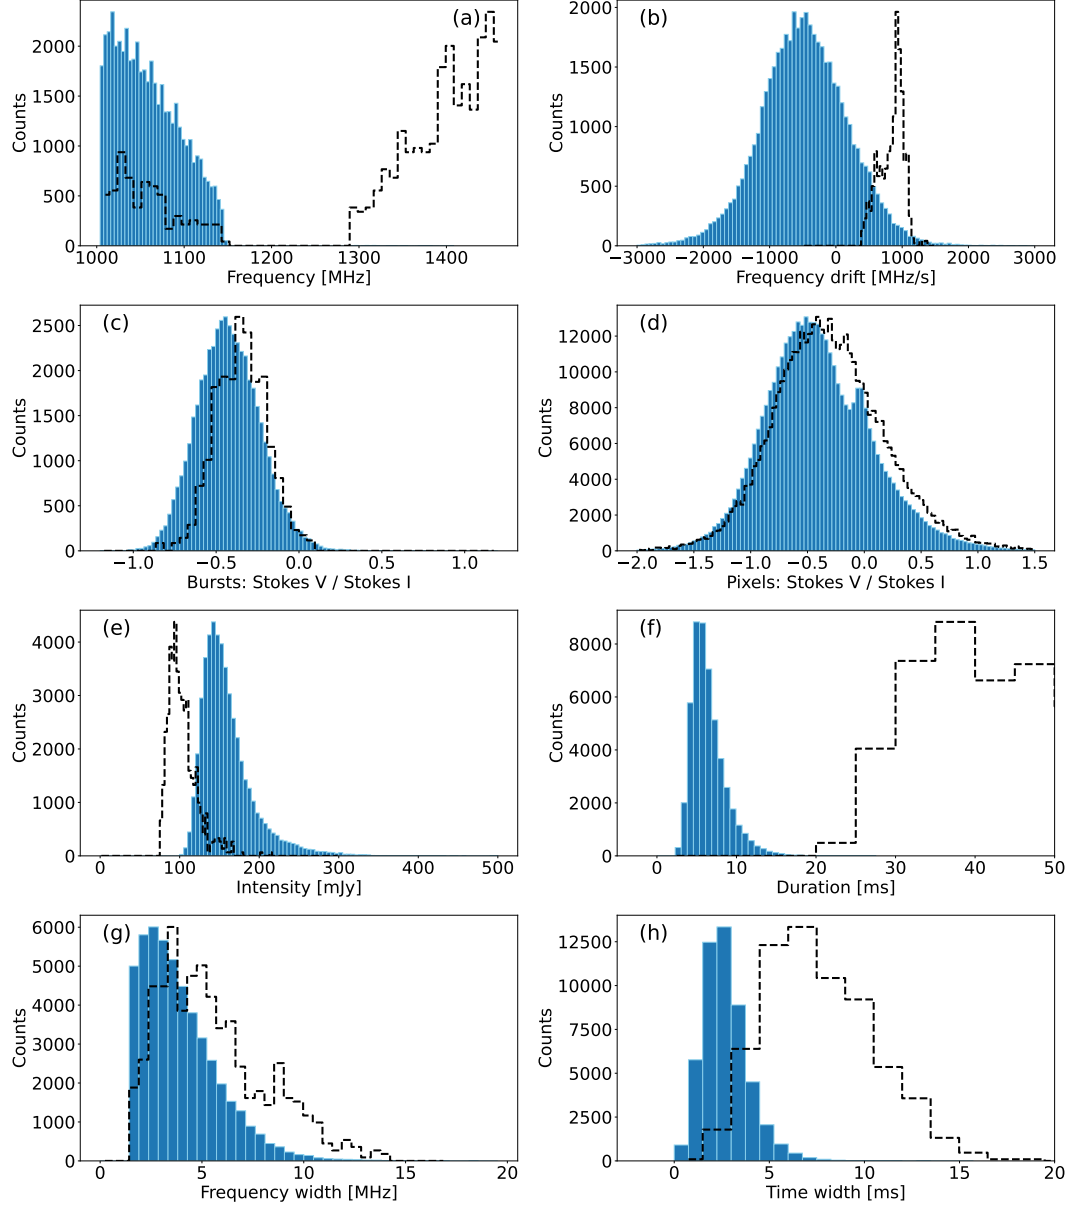 (a)
Counts
2000
1500
1000
500
0
1000 1100 1200 1300 1400
Frequency [MHz]
(b)
Counts
2000
1500
1000
500
0
−3000 −2000 −1000 0 1000 2000 3000
Frequency drift [MHz/s]
(c)
Counts
2500
2000
1500
1000
500
0
−1.0 −0.5 0.0 0.5 1.0
Bursts: Stokes V / Stokes I
(d)
Counts
12000
10000
8000
6000
4000
2000
0
−2.0 −1.5 −1.0 −0.5 0.0 0.5 1.0 1.5
Pixels: Stokes V / Stokes I
(e)
Counts
4000
3000
2000
1000
0
0 100 200 300 400 500
Intensity [mJy]
(f)
Counts
8000
6000
4000
2000
0
0 10 20 30 40 50
Duration [ms]
(g)
Counts
6000
5000
4000
3000
2000
1000
0
0 5 10 15 20
Frequency width [MHz]
(h)
Counts
12500
10000
7500
5000
2500
0
0 5 10 15 20
Time width [ms]